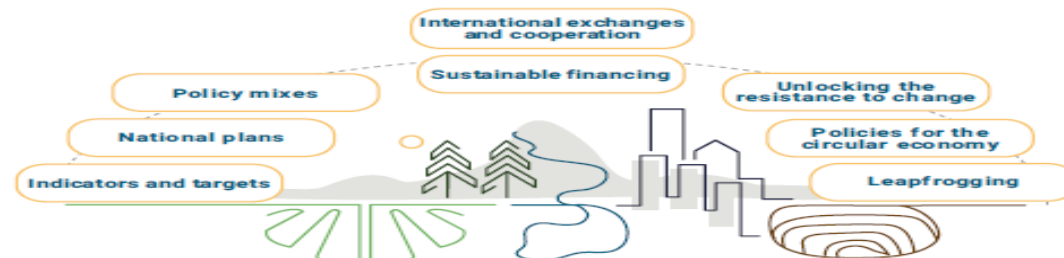 International exchanges
and cooperation
Sustainable financing
Policy mixes
National plans
Indicators and targets
Unlocking the
resistance to change
Policies for the
circular economy
Leapfrogging